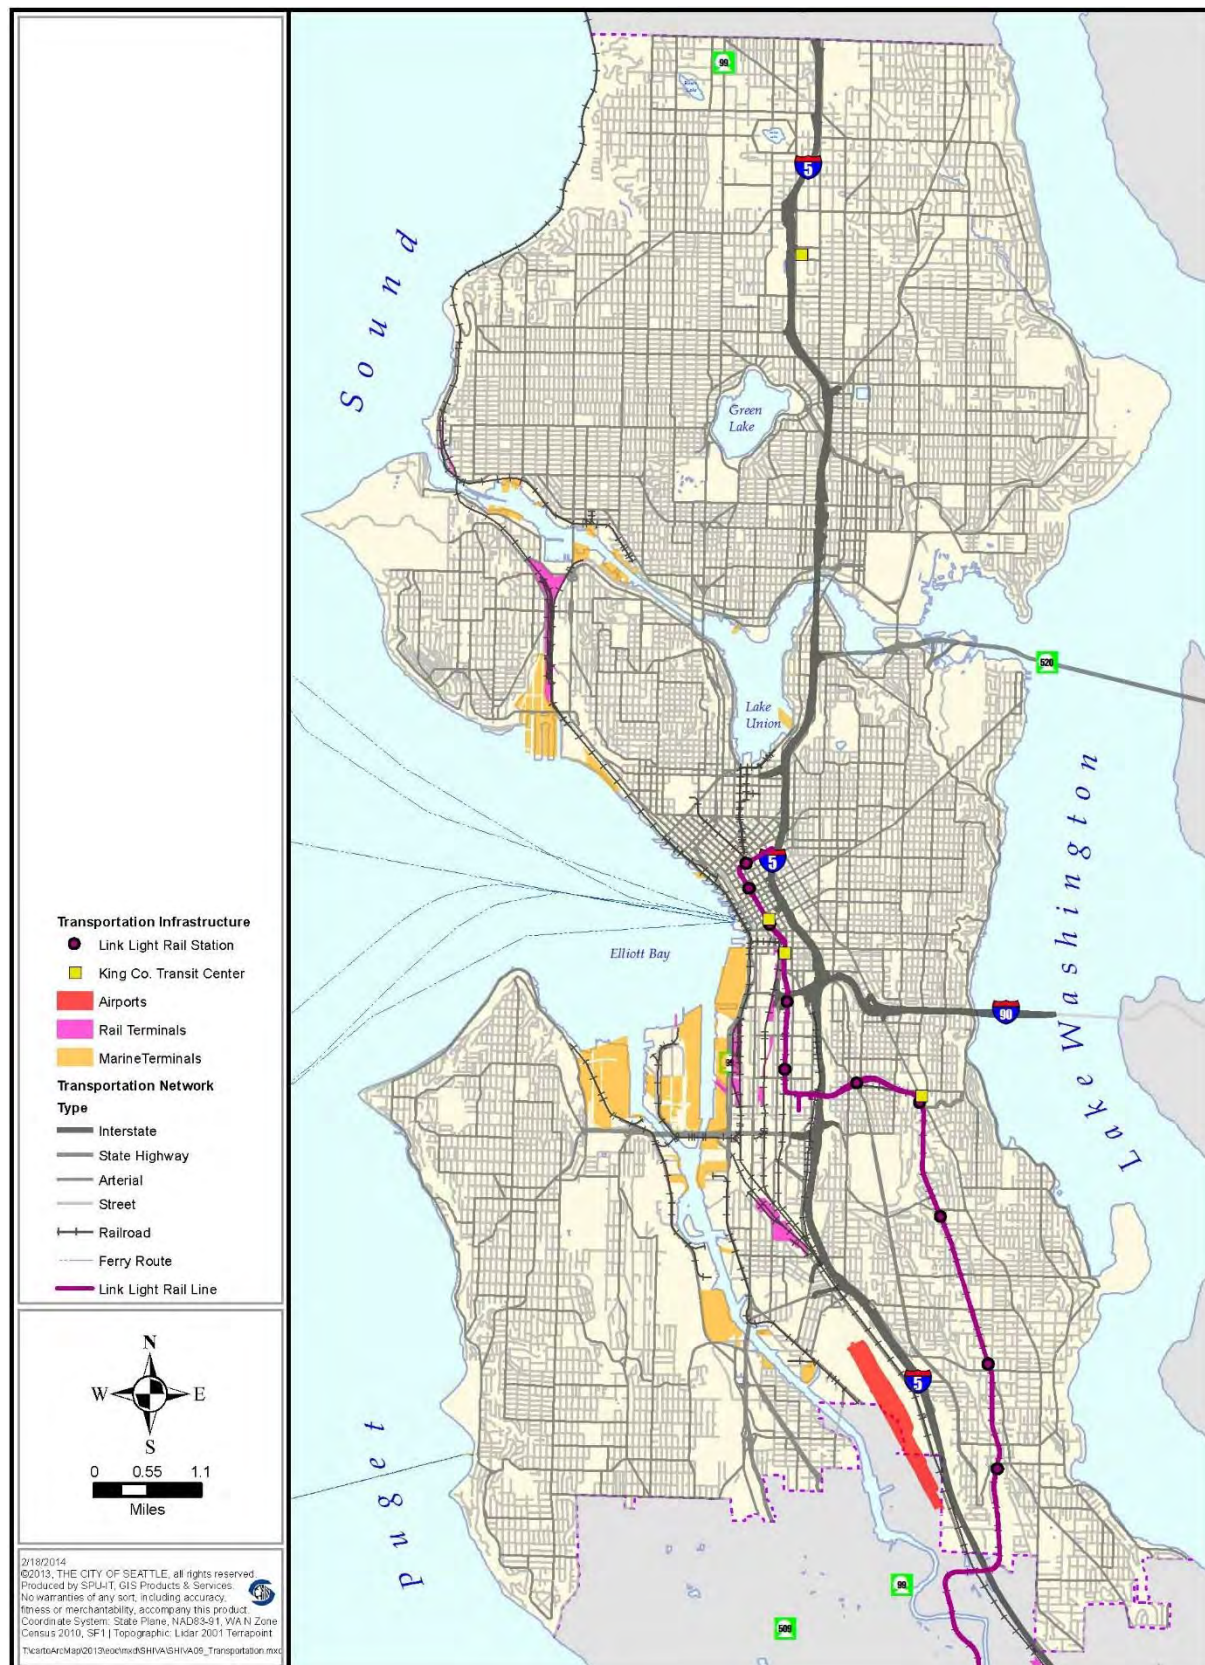 Transportation Infrastructure
Link Light Rail Station
King Co. Transit Center
Airports
Rail Terminals
MarineTerminals
Transportation Network
Type
Interstate
State Highway
Arterial
Street
Railroad
Ferry Route
Link Light Rail Line
N
W E
S
0 0.55 1.1
Miles
2/18/2014
©2013, THE CITY OF SEATTLE, all rights reserved.
Produced by SPU-IT, GIS Products & Services.
No warranties of any sort, including accuracy,
fitness or merchantability, accompany this product.
Coordinate System: State Plane, NAD83-91, WA N Zone
Census 2010, SF1 | Topographic: Lidar 2001 Terrapoint
99
5
Sound
Green
Lake
520
Lake
Union
5
Elliott Bay
90
Lake Washington
5
Puget
99
509